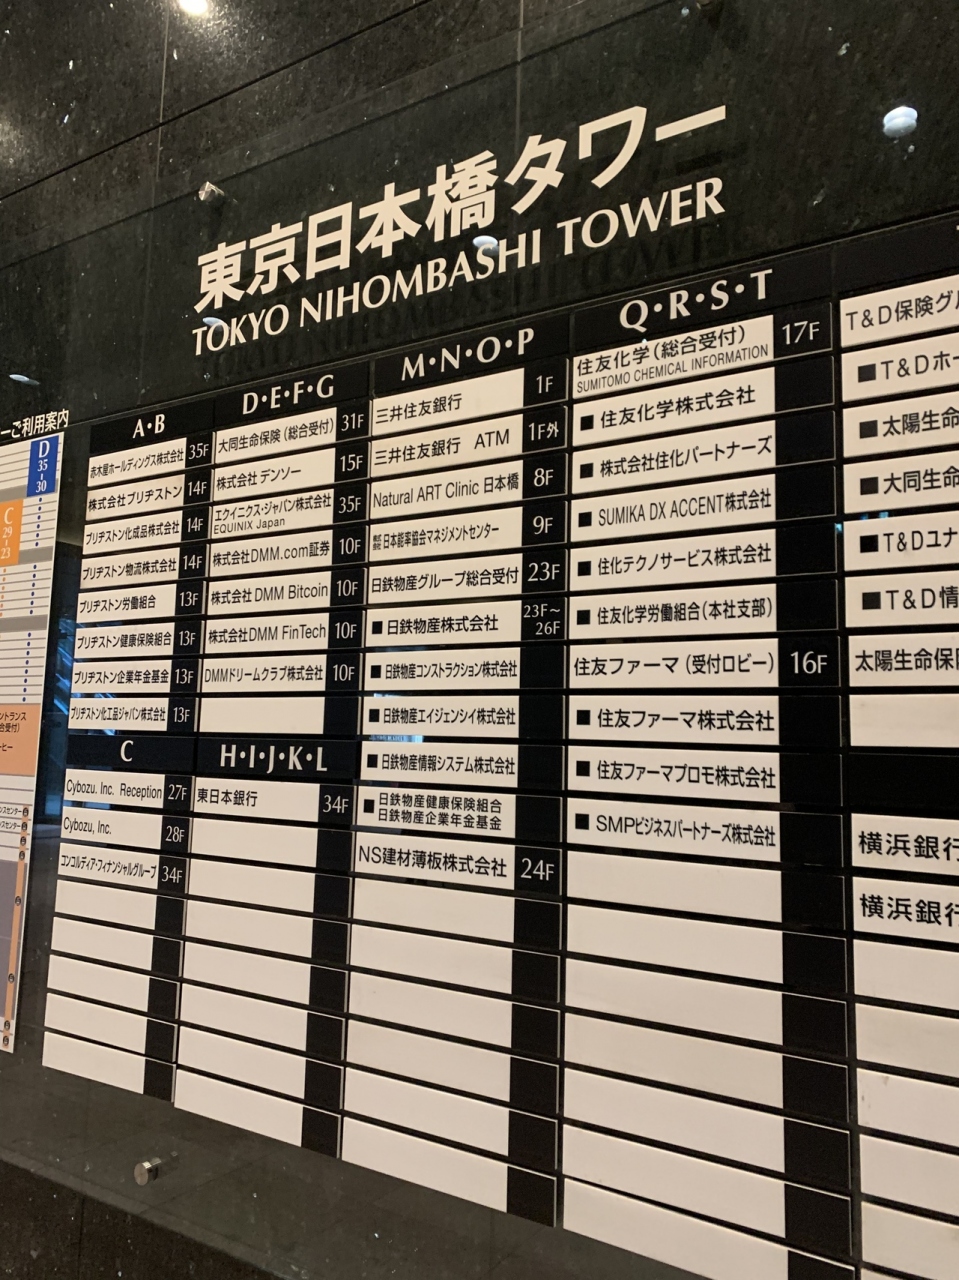 東京日本橋タワー
TOKYO NIHOMBASHI TOWER
ーご利用案内
D
35
30
C
29
23
A・B
赤木屋ホールディングス株式会社 35F
株式会社ブリヂストン 14F
ブリヂストン化成品株式会社 14F
ブリヂストン物流株式会社 14F
ブリヂストン労働組合 13F
ブリヂストン健康保険組合 13F
ブリヂストン企業年金基金 13F
ブリヂストン化工品ジャパン株式会社 13F
C
Cybozu. Inc. Reception 27F
Cybozu, Inc. 28F
コンコルディア・フィナンシャルグループ 34F
D・E・F・G
大同生命保険(総合受付) 31F
株式会社 デンソー 15F
エクイニクス・ジャパン株式会社 35F
EQUINIX Japan
株式会社DMM.com証券 10F
株式会社 DMM Bitcoin 10F
株式会社DMM FinTech 10F
DMMドリームクラブ株式会社 10F
H・I・J・K・L
東日本銀行 34F
M・N・O・P
三井住友銀行 1F
三井住友銀行 ATM 1F外
Natural ART Clinic 日本橋 8F
日本能率協会マネジメントセンター 9F
日鉄物産グループ総合受付 23F
■ 日鉄物産株式会社 23F～26F
■ 日鉄物産コンストラクション株式会社
■ 日鉄物産エイジェンシイ株式会社
■ 日鉄物産情報システム株式会社
■ 日鉄物産健康保険組合
日鉄物産企業年金基金
NS建材薄板株式会社 24F
Q・R・S・T
住友化学(総合受付) 17F
SUMITOMO CHEMICAL INFORMATION
■ 住友化学株式会社
■ 株式会社住化パートナーズ
■ SUMIKA DX ACCENT株式会社
■ 住化テクノサービス株式会社
■ 住友化学労働組合(本社支部)
住友ファーマ(受付ロビー) 16F
■ 住友ファーマ株式会社
■ 住友ファーマプロモ株式会社
■ SMPビジネスパートナーズ株式会社
T&D保険グル
■T&Dホー
■太陽生命
■大同生命
■T&Dユナ
■T&D情
太陽生命保
横浜銀行
横浜銀行